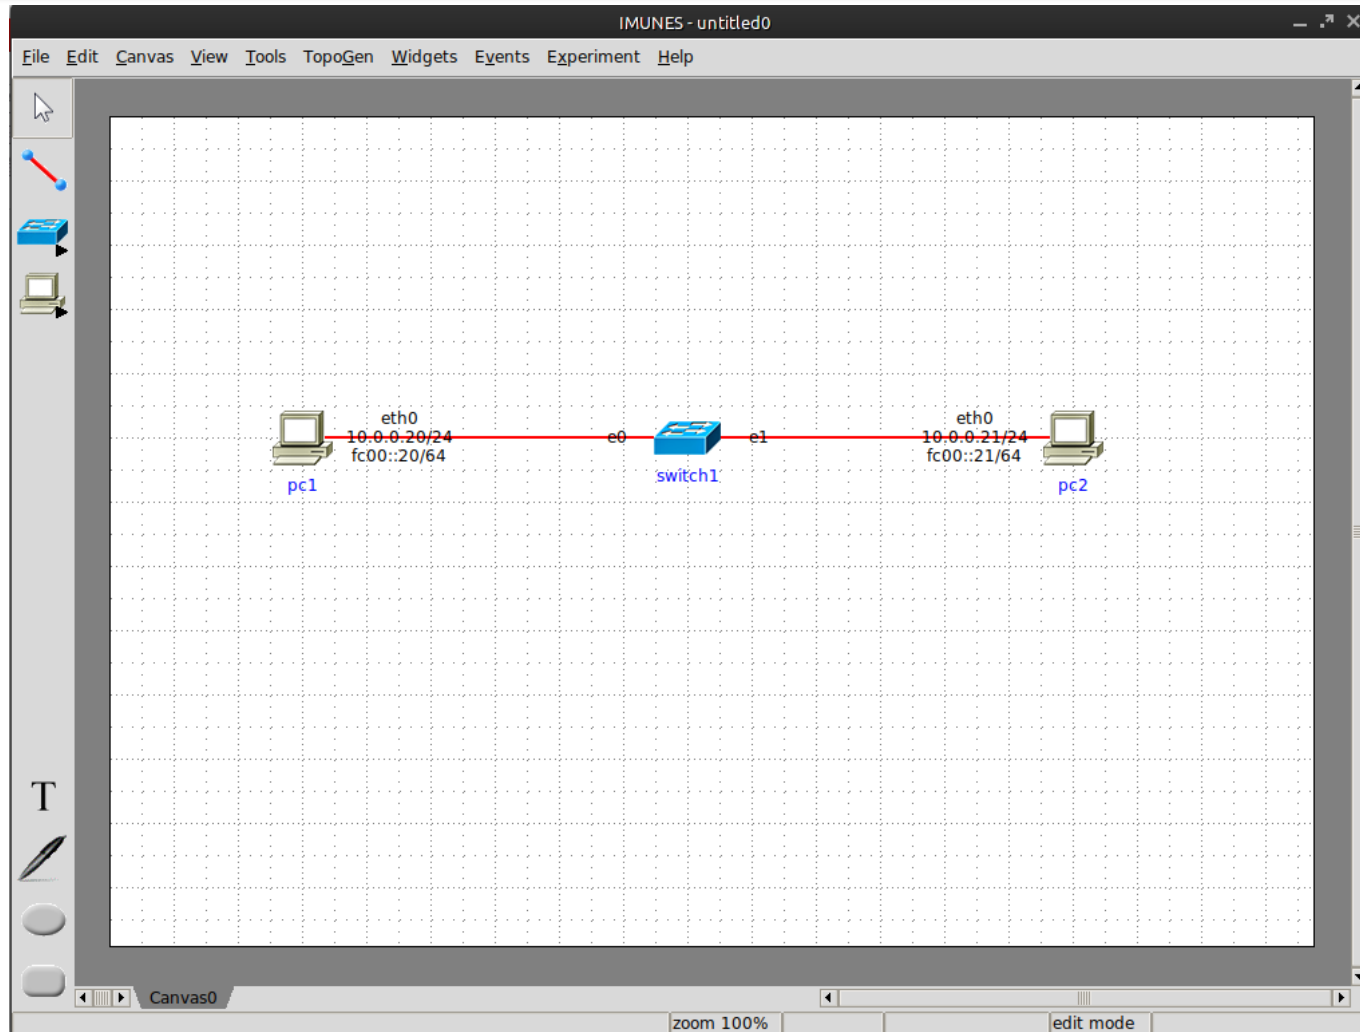 IMUNES - untitled0
File Edit Canvas View Tools TopoGen Widgets Events Experiment Help
eth0
10.0.0.20/24
fc00::20/64
pc1
e0
e1
switch1
eth0
10.0.0.21/24
fc00::21/64
pc2
T
Canvas0
zoom 100%
edit mode